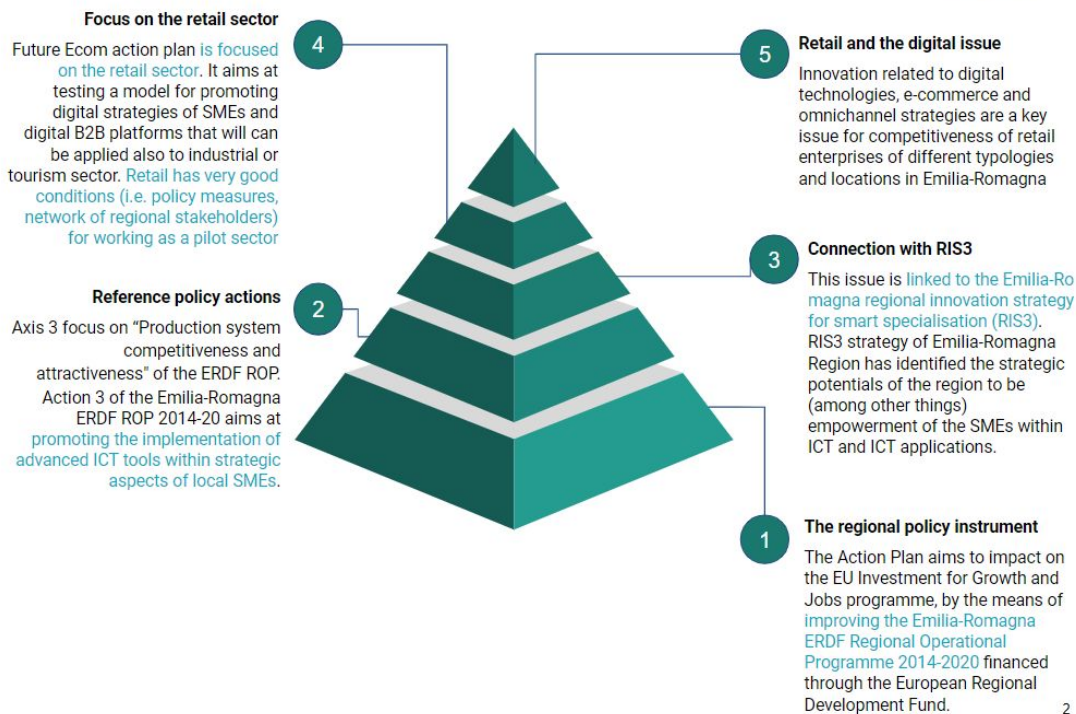 Focus on the retail sector
4
Future Ecom action plan is focused
on the retail sector. It aims at
testing a model for promoting
digital strategies of SMEs and
digital B2B platforms that will can
be applied also to industrial or
tourism sector. Retail has very good
conditions (i.e. policy measures,
network of regional stakeholders)
for working as a pilot sector
5
Retail and the digital issue
Innovation related to digital
technologies, e-commerce and
omnichannel strategies are a key
issue for competitiveness of retail
enterprises of different typologies
and locations in Emilia-Romagna
Reference policy actions
2
Axis 3 focus on “Production system
competitiveness and
attractiveness" of the ERDF ROP.
Action 3 of the Emilia-Romagna
ERDF ROP 2014-20 aims at
promoting the implementation of
advanced ICT tools within strategic
aspects of local SMEs.
3
Connection with RIS3
This issue is linked to the Emilia-Ro
magna regional innovation strategy
for smart specialisation (RIS3).
RIS3 strategy of Emilia-Romagna
Region has identified the strategic
potentials of the region to be
(among other things)
empowerment of the SMEs within
ICT and ICT applications.
1
The regional policy instrument
The Action Plan aims to impact on
the EU Investment for Growth and
Jobs programme, by the means of
improving the Emilia-Romagna
ERDF Regional Operational
Programme 2014-2020 financed
through the European Regional
Development Fund.
2